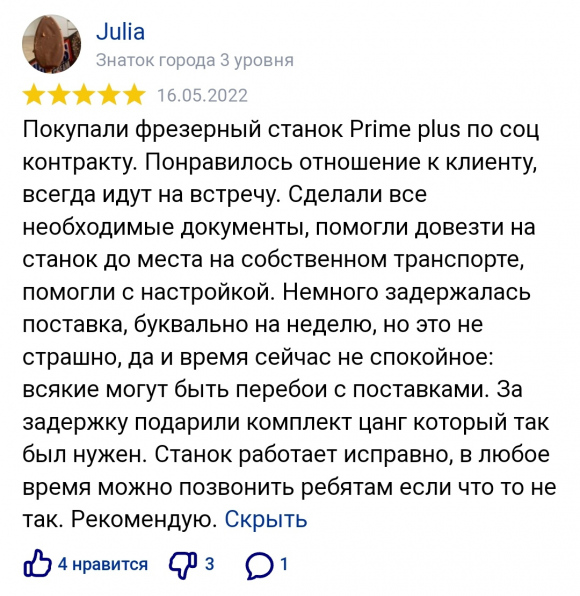 Julia
Знаток города 3 уровня
16.05.2022
Покупали фрезерный станок Prime plus по соц
контракту. Понравилось отношение к клиенту,
всегда идут на встречу. Сделали все
необходимые документы, помогли довезти на
станок до места на собственном транспорте,
помогли с настройкой. Немного задержалась
поставка, буквально на неделю, но это не
страшно, да и время сейчас не спокойное:
всякие могут быть перебои с поставками. За
задержку подарили комплект цанг который так
был нужен. Станок работает исправно, в любое
время можно позвонить ребятам если что то не
так. Рекомендую. Скрыть
4 нравится 3 1